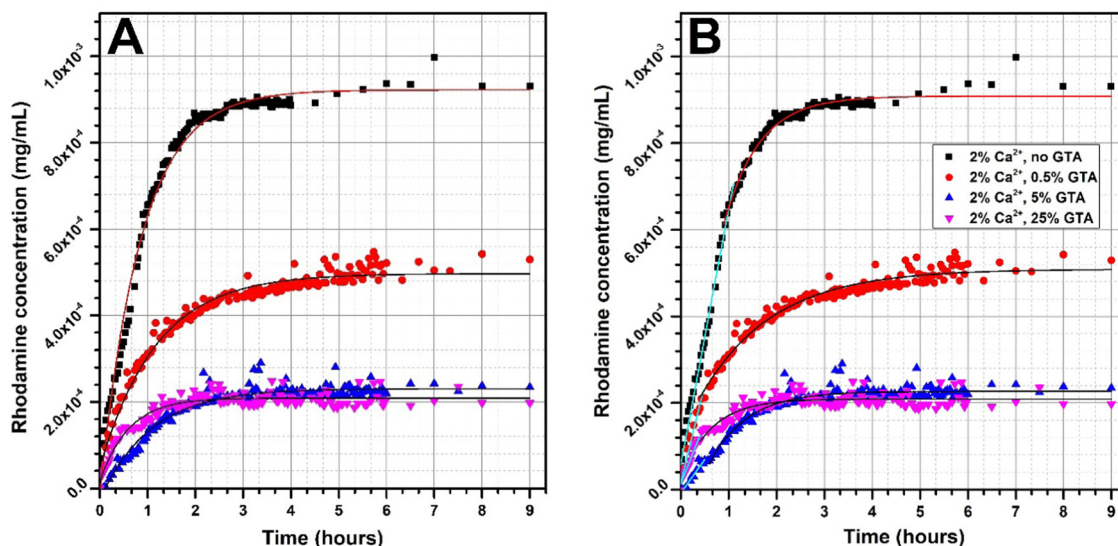 A
Rhodamine concentration (mg/mL)
1.0x10⁻³
8.0x10⁻⁴
6.0x10⁻⁴
4.0x10⁻⁴
2.0x10⁻⁴
0.0
0 1 2 3 4 5 6 7 8 9
Time (hours)
B
Rhodamine concentration (mg/mL)
1.0x10⁻³
8.0x10⁻⁴
6.0x10⁻⁴
4.0x10⁻⁴
2.0x10⁻⁴
0.0
2% Ca²⁺, no GTA
2% Ca²⁺, 0.5% GTA
2% Ca²⁺, 5% GTA
2% Ca²⁺, 25% GTA
0 1 2 3 4 5 6 7 8 9
Time (hours)